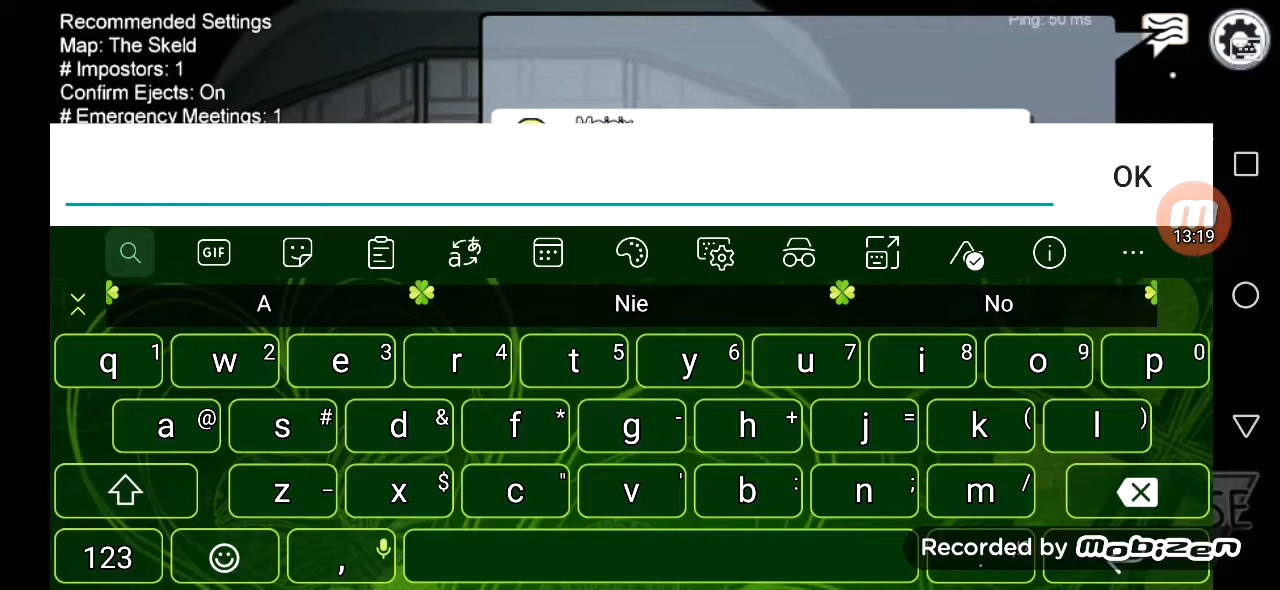 Recommended Settings
Ping: 50 ms
Map: The Skeld
# Impostors: 1
Confirm Ejects: On
# Emergency Meetings: 1
OK
13:19
GIF
A Nie No
q 1 w 2 e 3 r 4 t 5 y 6 u 7 i 8 o 9 p 0
a @ s # d & f * g - h + j = k ( l )
z _ x $ c " v ' b : n ; m /
123 , .
Recorded by mobizen